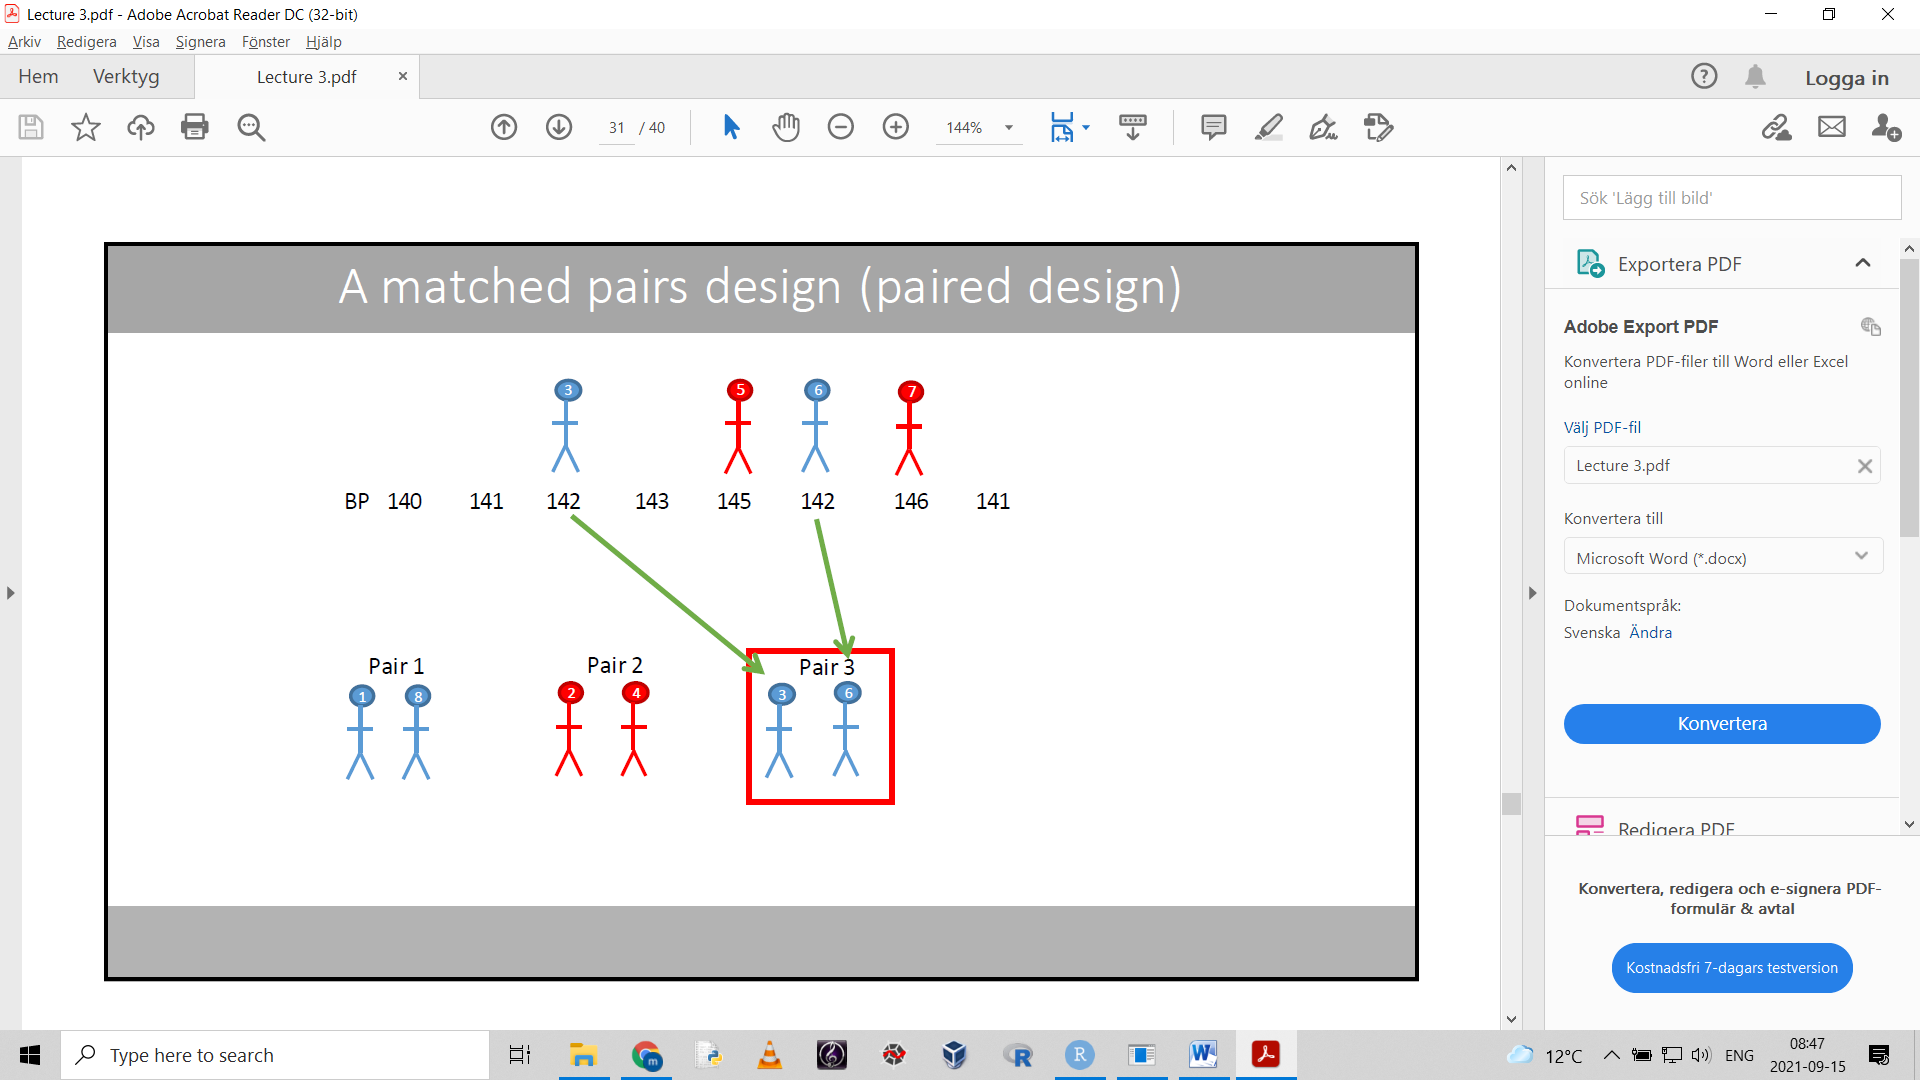 Lecture 3.pdf - Adobe Acrobat Reader DC (32-bit)
Arkiv Redigera Visa Signera Fönster Hjälp
Hem Verktyg Lecture 3.pdf × Logga in
31 / 40 144%
Sök 'Lägg till bild'
Exportera PDF
Adobe Export PDF
Konvertera PDF-filer till Word eller Excel
online
Välj PDF-fil
Lecture 3.pdf
Konvertera till
Microsoft Word (*.docx)
Dokumentspråk:
Svenska Ändra
Konvertera
Redigera PDF
Konvertera, redigera och e-signera PDF-
formulär & avtal
Kostnadsfri 7-dagars testversion
A matched pairs design (paired design)
3 5 6 7
BP 140 141 142 143 145 142 146 141
Pair 1 Pair 2 Pair 3
1 8 2 4 3 6
Type here to search
12°C ENG
08:47
2021-09-15